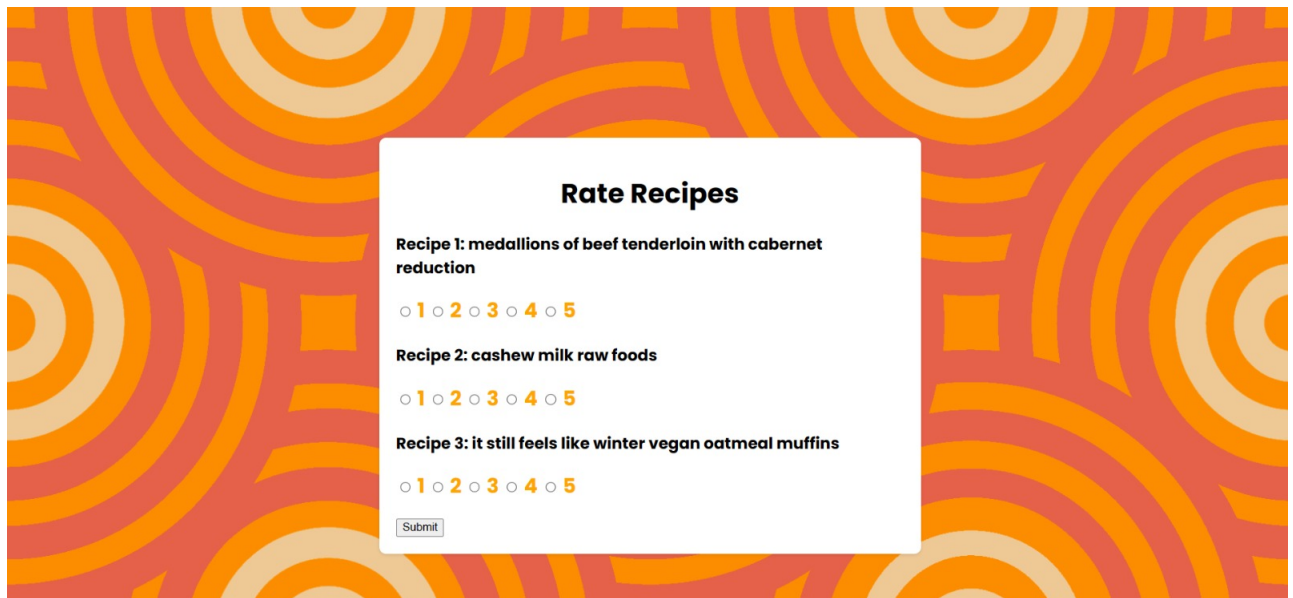 Rate Recipes
Recipe 1: medallions of beef tenderloin with cabernet
reduction
1 2 3 4 5
Recipe 2: cashew milk raw foods
1 2 3 4 5
Recipe 3: it still feels like winter vegan oatmeal muffins
1 2 3 4 5
Submit